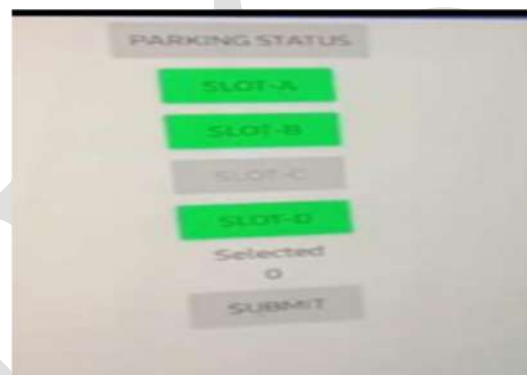 PARKING STATUS
SLOT-A
SLOT-B
SLOT-C
SLOT-D
Selected
0
SUBMIT